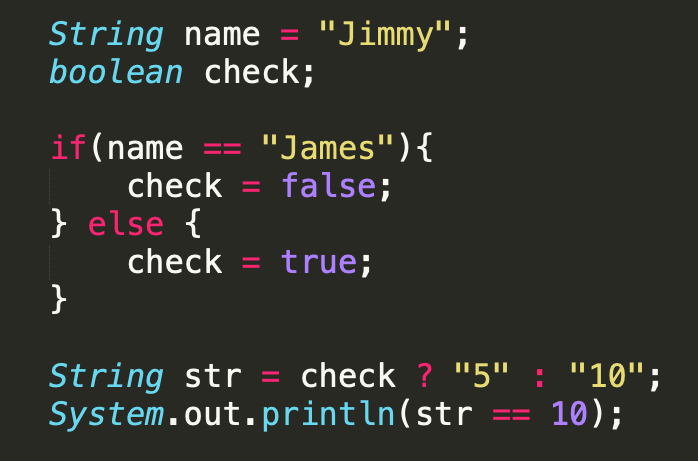 String name = "Jimmy";
boolean check;
if(name == "James"){
    check = false;
} else {
    check = true;
}
String str = check ? "5" : "10";
System.out.println(str == 10);